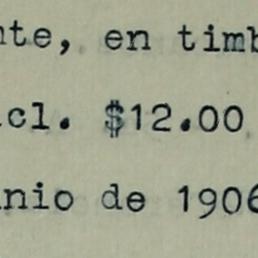 nte, en timb
cl. $12.00
nio de 1906